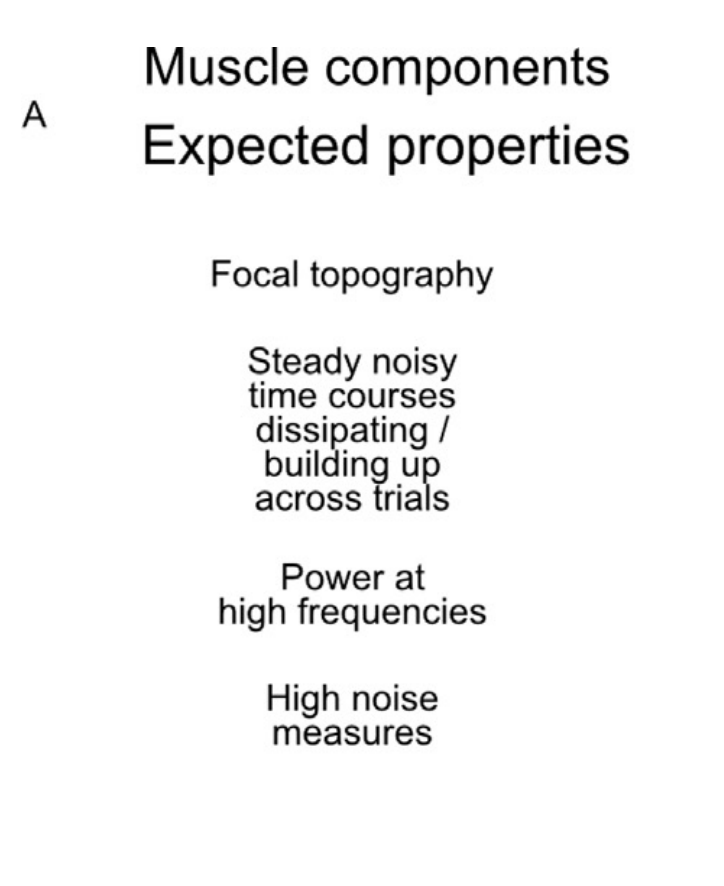 Muscle components
A
Expected properties
Focal topography
Steady noisy
time courses
dissipating /
building up
across trials
Power at
high frequencies
High noise
measures